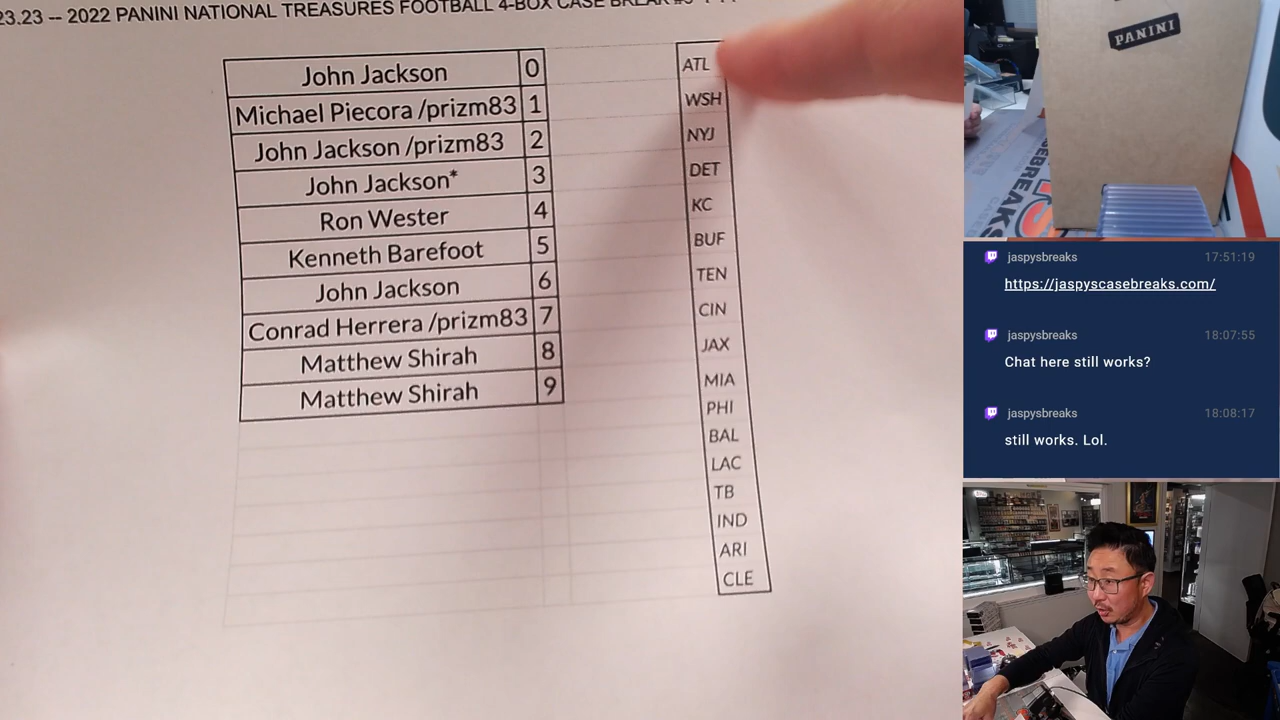 23.23 -- 2022 PANINI NATIONAL TREASURES FOOTBALL 4-BOX CASE BREAK
John Jackson 0
Michael Piecora /prizm83 1
John Jackson /prizm83 2
John Jackson* 3
Ron Wester 4
Kenneth Barefoot 5
John Jackson 6
Conrad Herrera /prizm83 7
Matthew Shirah 8
Matthew Shirah 9
ATL
WSH
NYJ
DET
KC
BUF
TEN
CIN
JAX
MIA
PHI
BAL
LAC
TB
IND
ARI
CLE
PANINI
jaspysbreaks 17:51:19
https://jaspyscasebreaks.com/
jaspysbreaks 18:07:55
Chat here still works?
jaspysbreaks 18:08:17
still works. Lol.